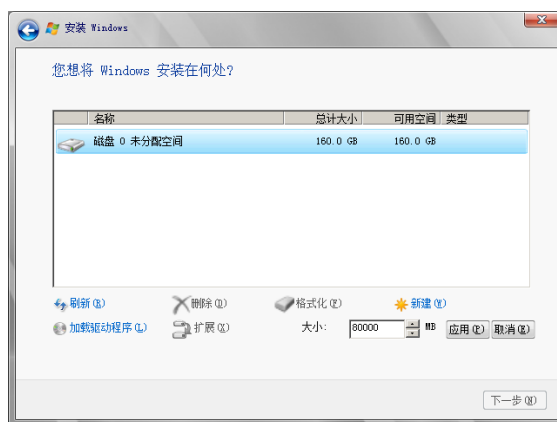 安装 Windows
您想将 Windows 安装在何处?
名称 总计大小 可用空间 类型
磁盘 0 未分配空间 160.0 GB 160.0 GB
刷新(R) 删除(D) 格式化(F) 新建(W)
加载驱动程序(L) 扩展(X) 大小: 80000 MB 应用(P) 取消(E)
下一步(N)